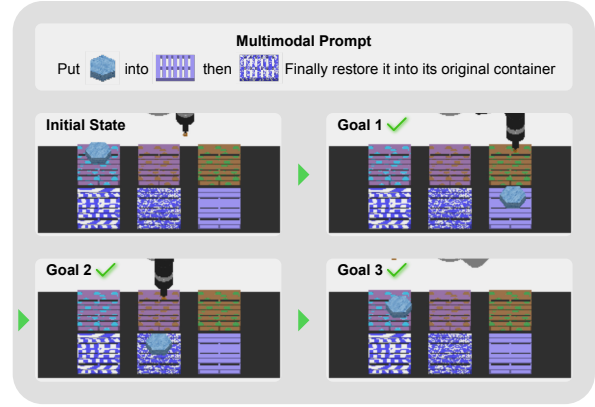 Multimodal Prompt
Put into then Finally restore it into its original container
Initial State
Goal 1
Goal 2
Goal 3